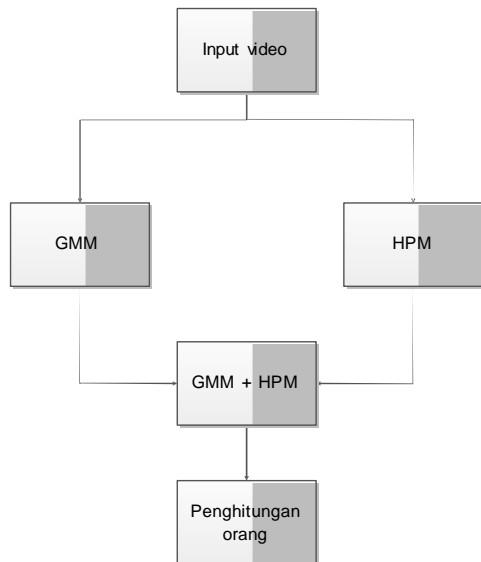 Input video
GMM
HPM
GMM + HPM
Penghitungan
orang